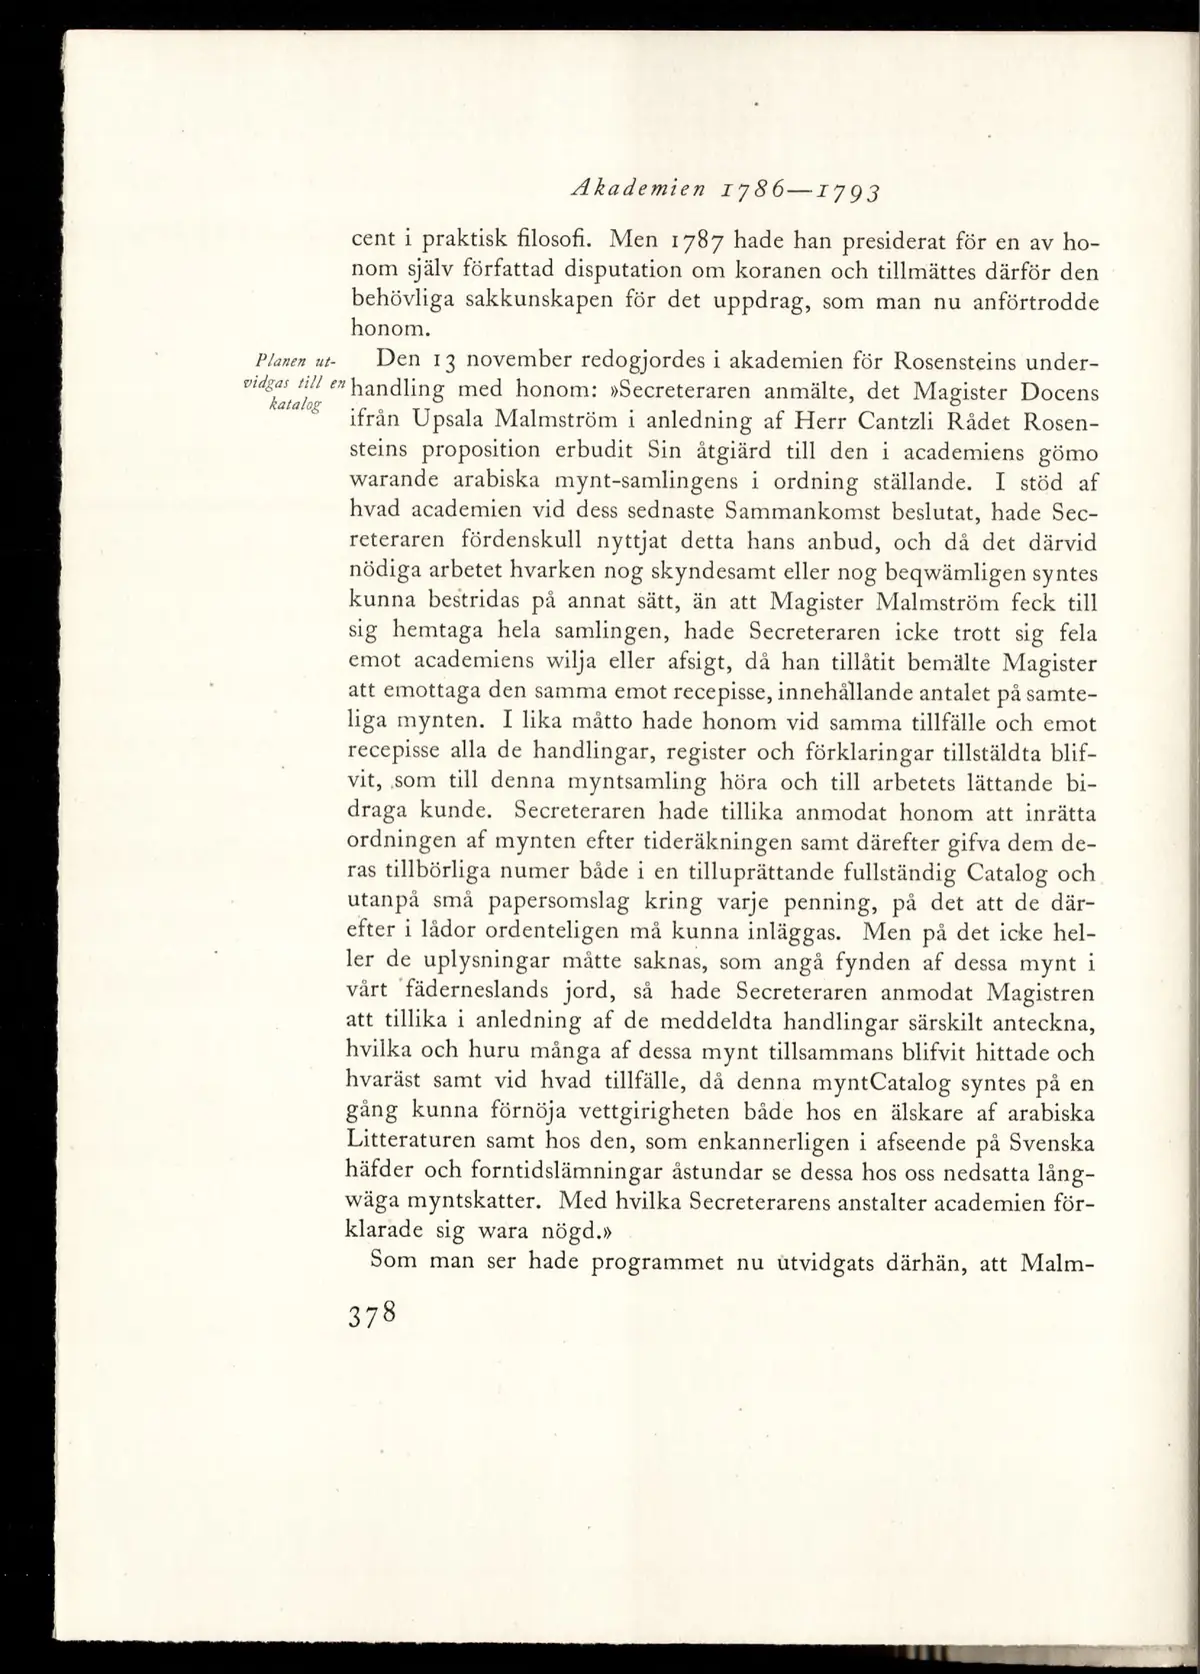 Akademien 1786—1793
cent i praktisk filosofi. Men 1787 hade han presiderat för en av ho-
nom själv författad disputation om koranen och tillmättes därför den
behövliga sakkunskapen för det uppdrag, som man nu anförtrodde
honom.
Planen ut-
vidgas till en
katalog
Den 13 november redogjordes i akademien för Rosensteins under-
handling med honom: »Secreteraren anmälte, det Magister Docens
ifrån Upsala Malmström i anledning af Herr Cantzli Rådet Rosen-
steins proposition erbudit Sin åtgiärd till den i academiens gömo
warande arabiska mynt-samlingens i ordning ställande. I stöd af
hvad academien vid dess sednaste Sammankomst beslutat, hade Sec-
reteraren fördenskull nyttjat detta hans anbud, och då det därvid
nödiga arbetet hvarken nog skyndesamt eller nog beqwämligen syntes
kunna bestridas på annat sätt, än att Magister Malmström feck till
sig hemtaga hela samlingen, hade Secreteraren icke trott sig fela
emot academiens wilja eller afsigt, då han tillåtit bemälte Magister
att emottaga den samma emot recepisse, innehållande antalet på samte-
liga mynten. I lika måtto hade honom vid samma tillfälle och emot
recepisse alla de handlingar, register och förklaringar tillstäldta blif-
vit, som till denna myntsamling höra och till arbetets lättande bi-
draga kunde. Secreteraren hade tillika anmodat honom att inrätta
ordningen af mynten efter tideräkningen samt därefter gifva dem de-
ras tillbörliga numer både i en tilluprättande fullständig Catalog och
utanpå små papersomslag kring varje penning, på det att de där-
efter i lådor ordenteligen må kunna inläggas. Men på det icke hel-
ler de uplysningar måtte saknas, som angå fynden af dessa mynt i
vårt fäderneslands jord, så hade Secreteraren anmodat Magistren
att tillika i anledning af de meddeldta handlingar särskilt anteckna,
hvilka och huru många af dessa mynt tillsammans blifvit hittade och
hvaräst samt vid hvad tillfälle, då denna myntCatalog syntes på en
gång kunna förnöja vettgirigheten både hos en älskare af arabiska
Litteraturen samt hos den, som enkannerligen i afseende på Svenska
häfder och forntidslämningar åstundar se dessa hos oss nedsatta lång-
wäga myntskatter. Med hvilka Secreterarens anstalter academien för-
klarade sig wara nögd.»
Som man ser hade programmet nu utvidgats därhän, att Malm-
378